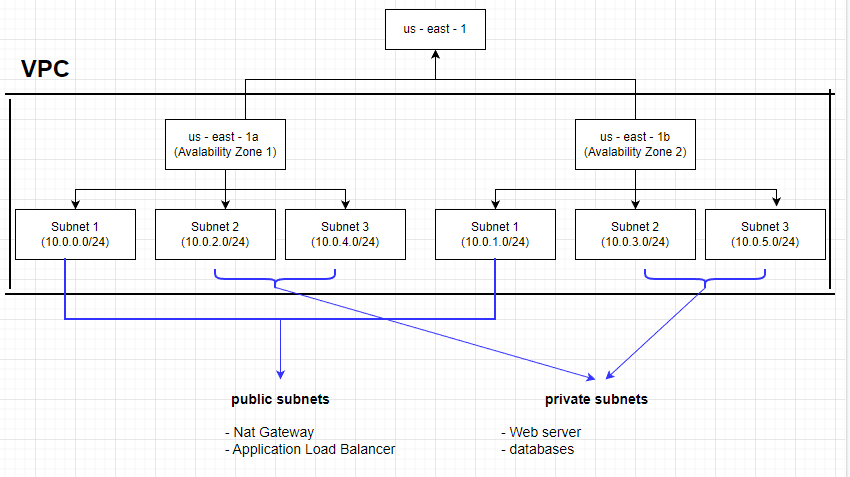 us - east - 1
VPC
us - east - 1a
(Avalability Zone 1)
us - east - 1b
(Avalability Zone 2)
Subnet 1
(10.0.0.0/24)
Subnet 2
(10.0.2.0/24)
Subnet 3
(10.0.4.0/24)
Subnet 1
(10.0.1.0/24)
Subnet 2
(10.0.3.0/24)
Subnet 3
(10.0.5.0/24)
public subnets
- Nat Gateway
- Application Load Balancer
private subnets
- Web server
- databases